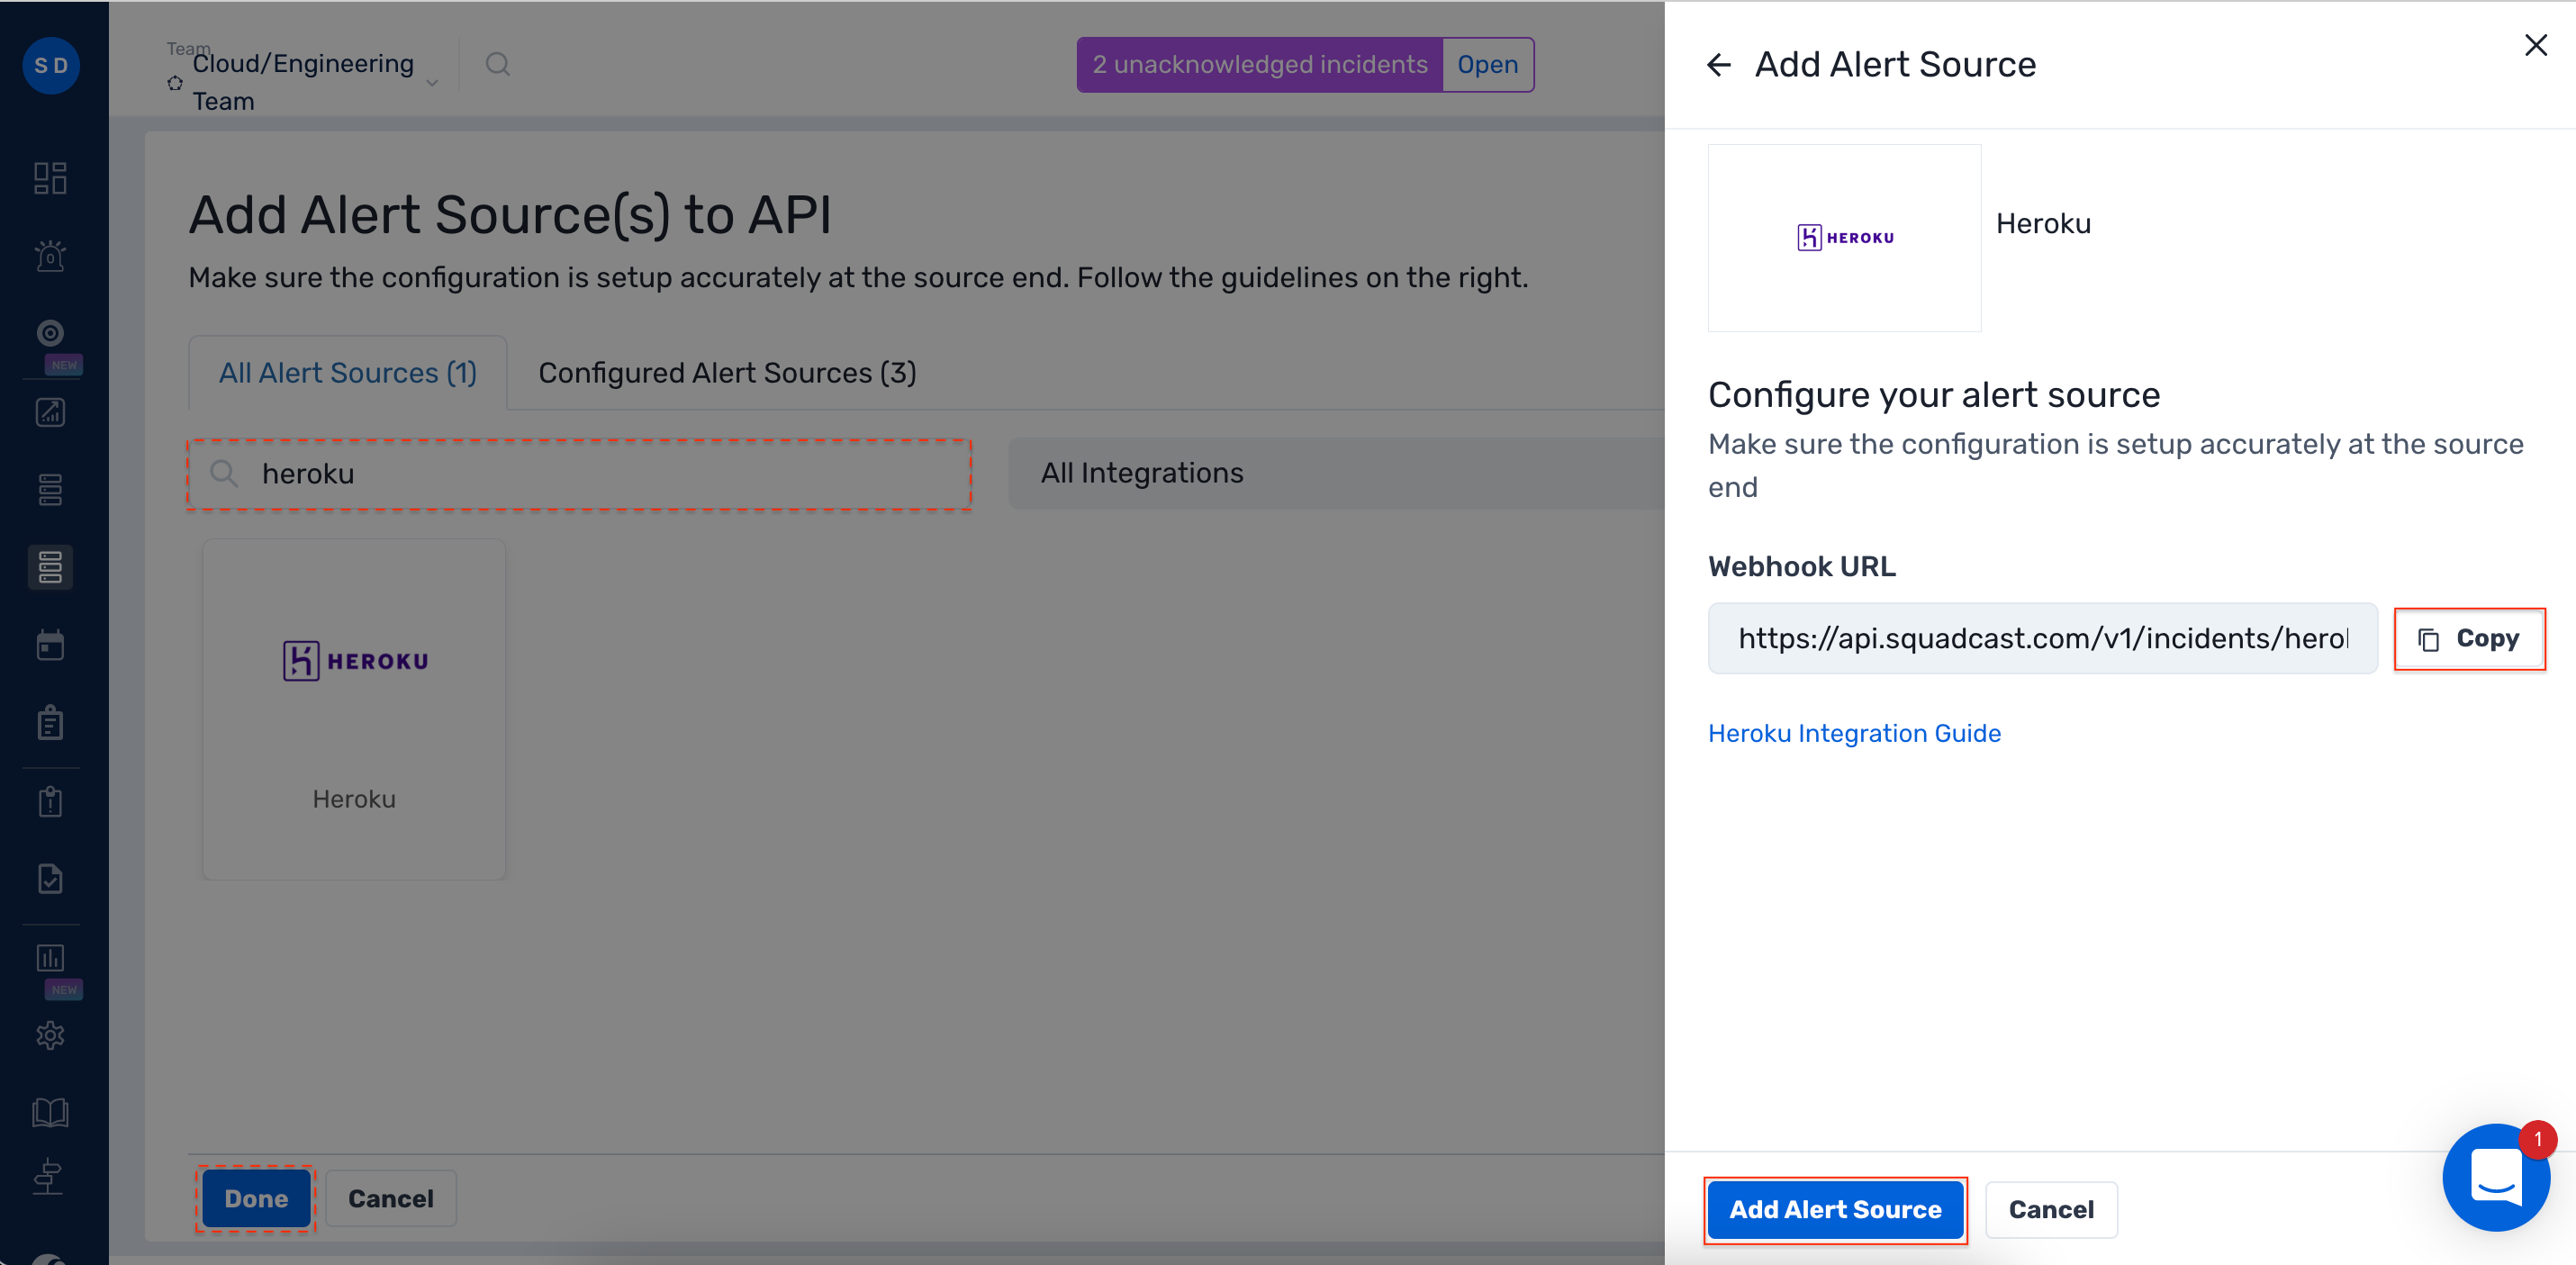 S D
Team
Cloud/Engineering
Team
2 unacknowledged incidents
Open
NEW
NEW
Add Alert Source(s) to API
Make sure the configuration is setup accurately at the source end. Follow the guidelines on the right.
All Alert Sources (1)
Configured Alert Sources (3)
heroku
All Integrations
HEROKU
Heroku
Done
Cancel
Add Alert Source
HEROKU
Heroku
Configure your alert source
Make sure the configuration is setup accurately at the source
end
Webhook URL
https://api.squadcast.com/v1/incidents/hero
Copy
Heroku Integration Guide
1
Add Alert Source
Cancel